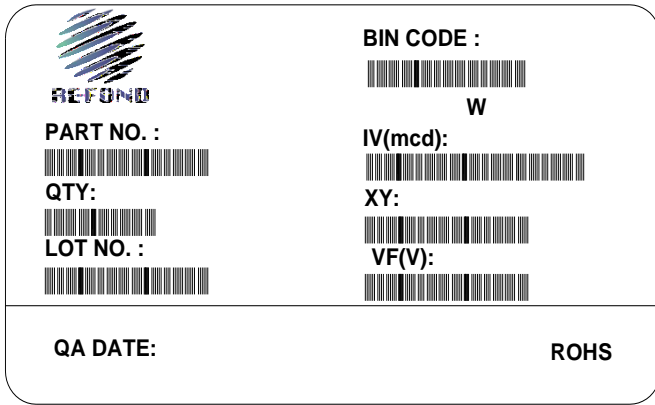 REFOND
PART NO. :
QTY:
LOT NO. :
BIN CODE :
W
IV(mcd):
XY:
VF(V):
QA DATE:
ROHS